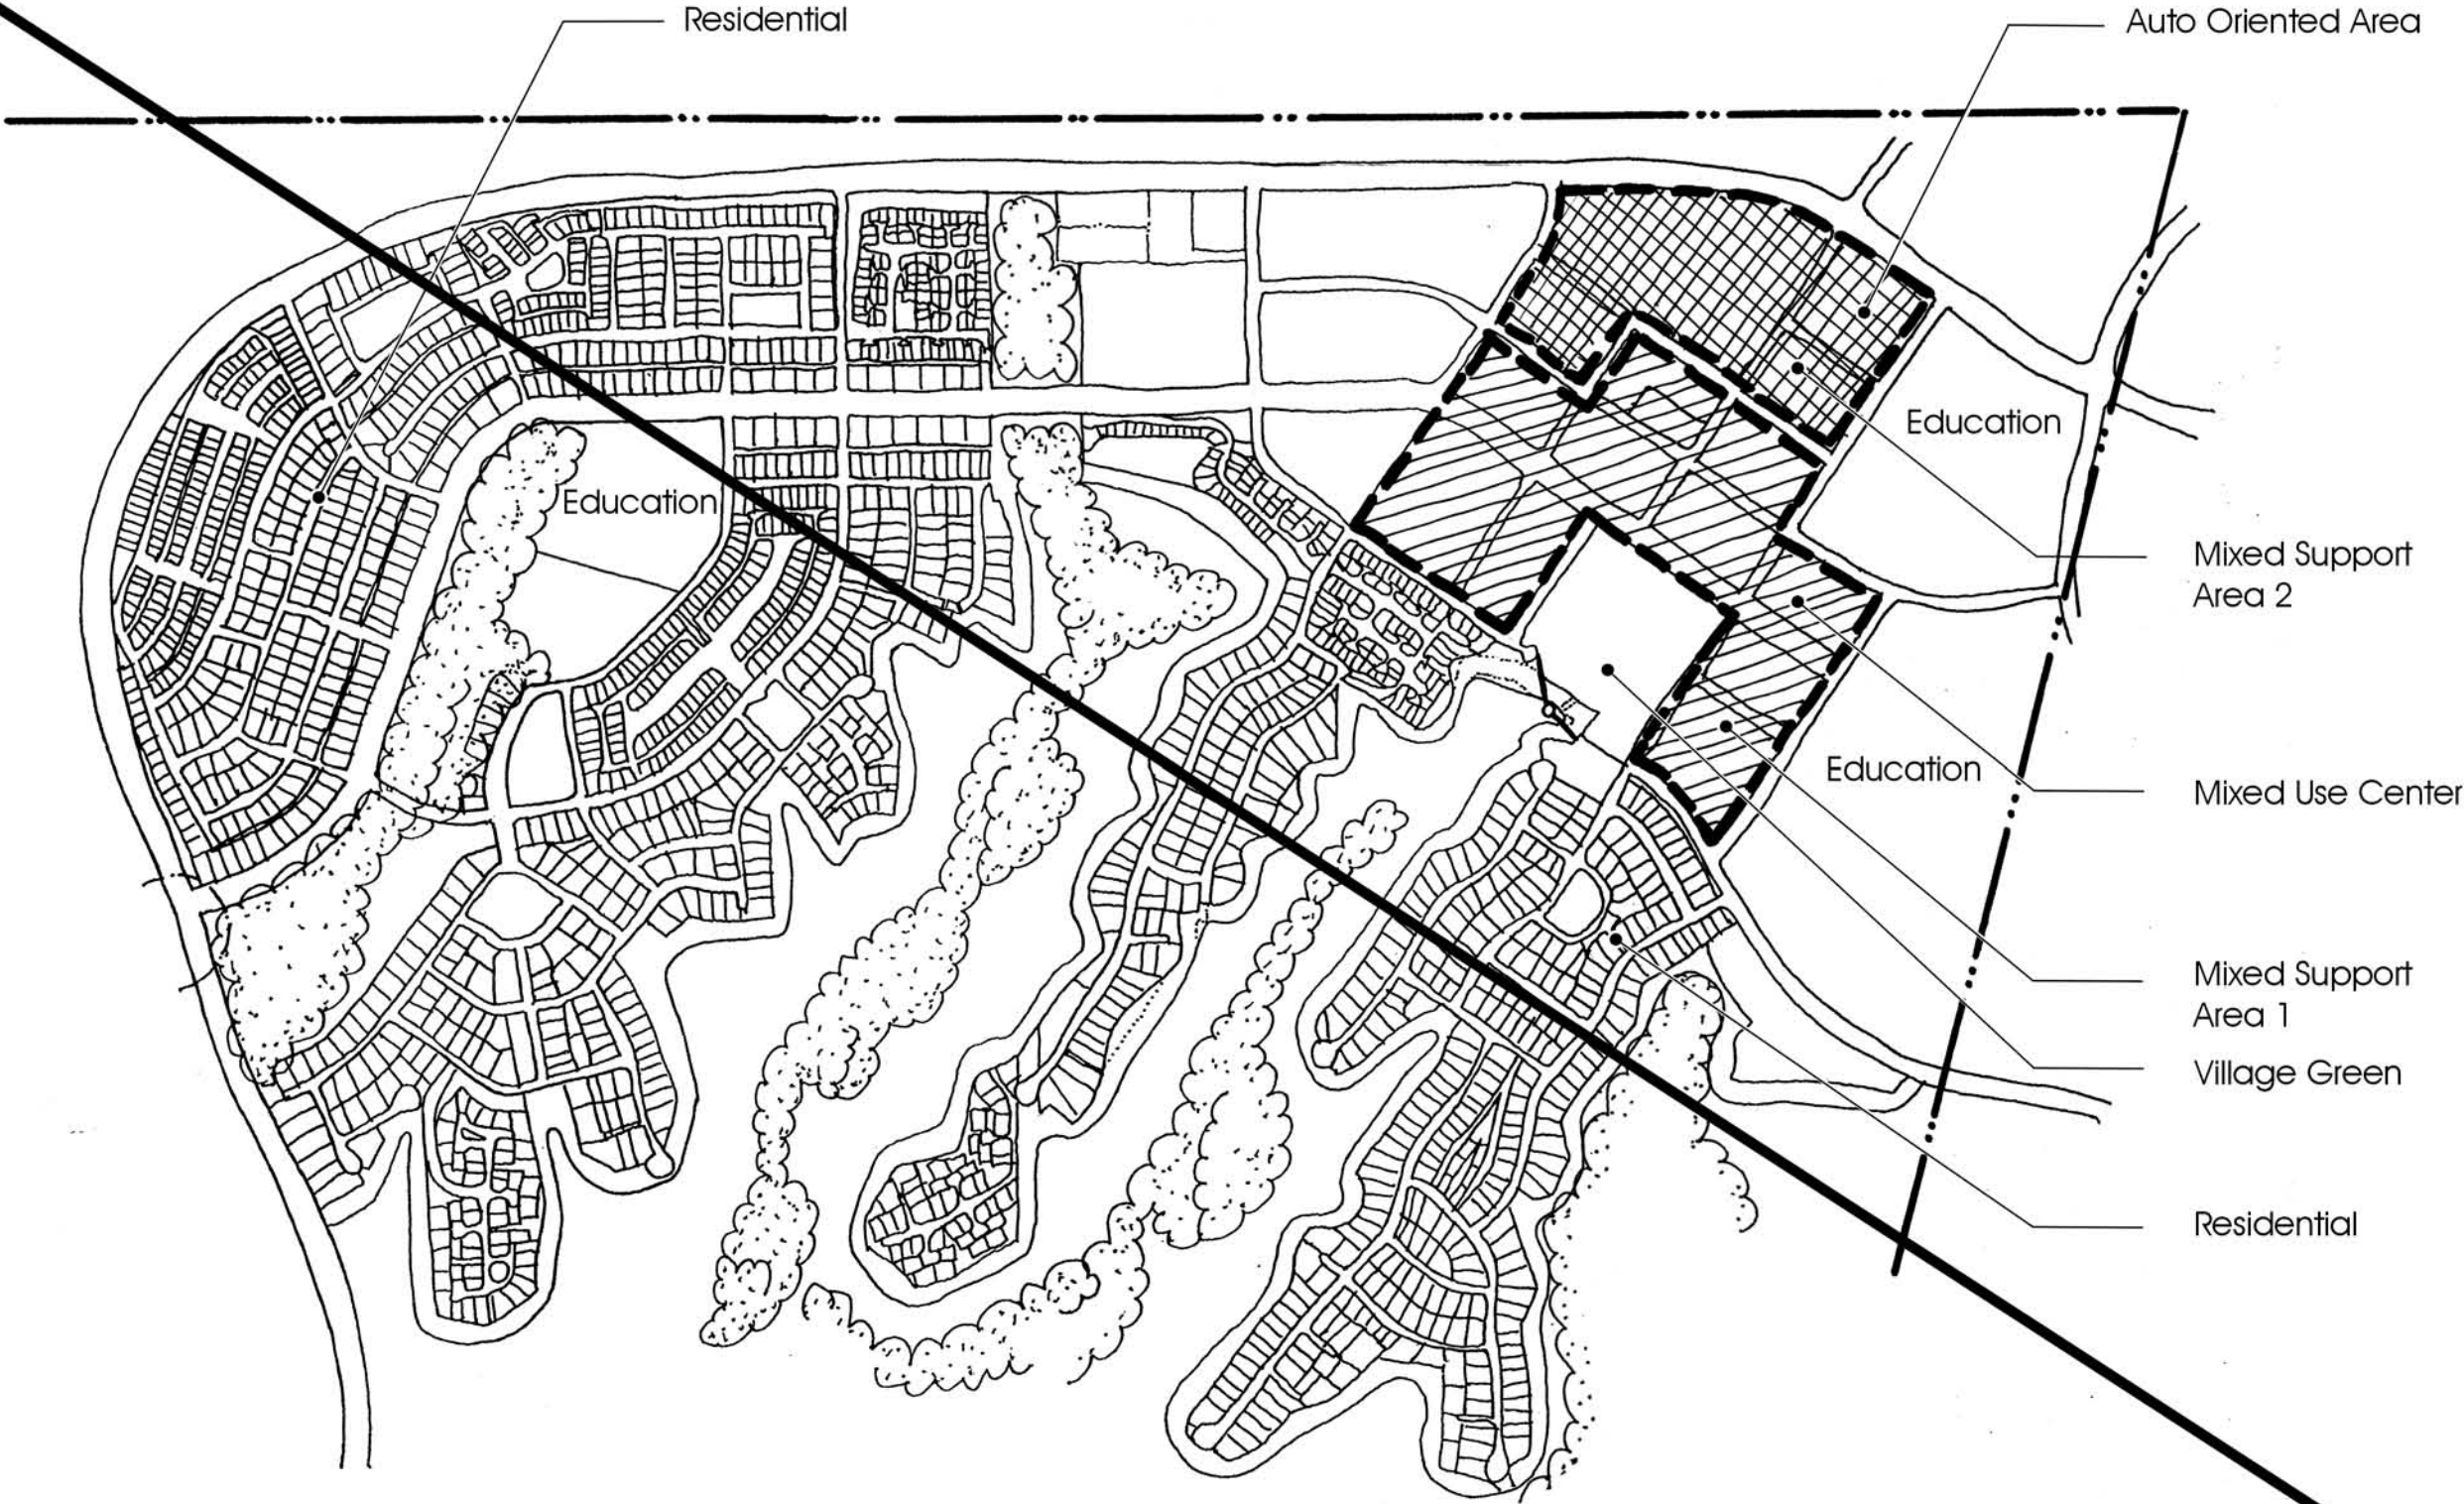 Residential
Auto Oriented Area
Education
Education
Mixed Support
Area 2
Education
Mixed Use Center
Mixed Support
Area 1
Village Green
Residential